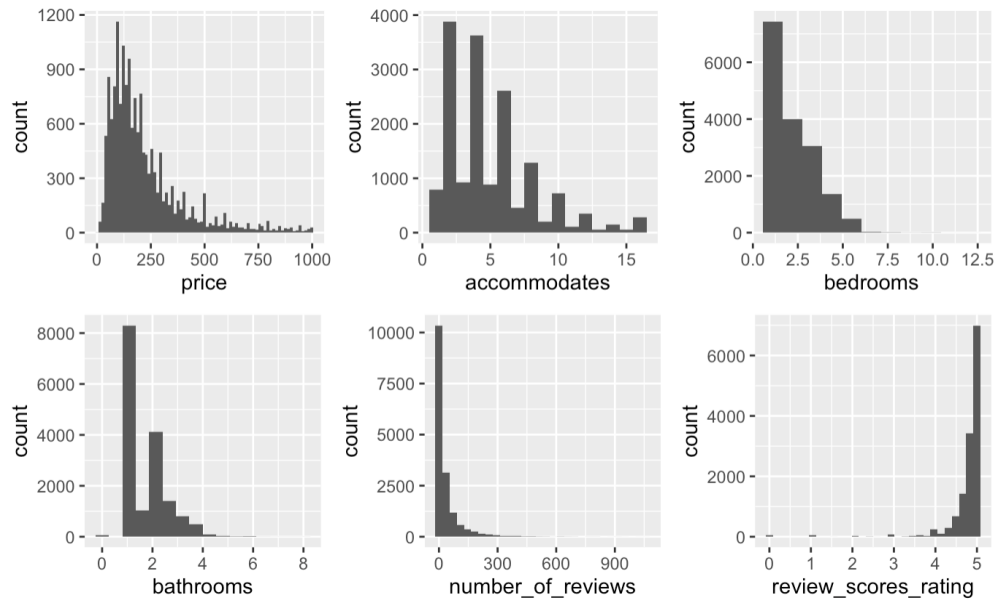 count
1200
900
600
300
0
0 250 500 750 1000
price
count
4000
3000
2000
1000
0
0 5 10 15
accommodates
count
6000
4000
2000
0
0.0 2.5 5.0 7.5 10.0 12.5
bedrooms
count
8000
6000
4000
2000
0
0 2 4 6 8
bathrooms
count
10000
7500
5000
2500
0
0 300 600 900
number_of_reviews
count
6000
4000
2000
0
0 1 2 3 4 5
review_scores_rating